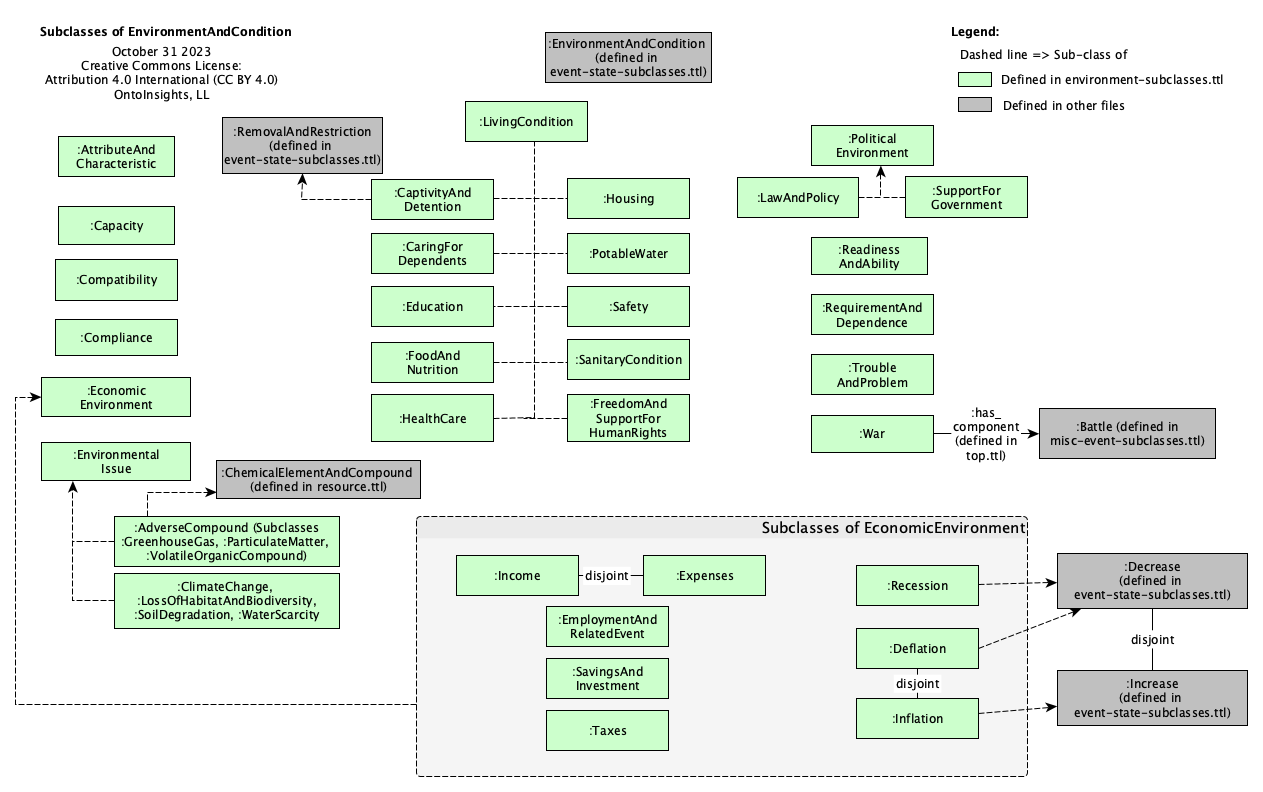 Subclasses of EnvironmentAndCondition
October 31 2023
Creative Commons License:
Attribution 4.0 International (CC BY 4.0)
OntoInsights, LL
:EnvironmentAndCondition
(defined in
event-state-subclasses.ttl)
Legend:
Dashed line => Sub-class of
Defined in environment-subclasses.ttl
Defined in other files
:AttributeAnd
Characteristic
:Capacity
:Compatibility
:Compliance
:Economic
Environment
:Environmental
Issue
:RemovalAndRestriction
(defined in
event-state-subclasses.ttl)
:LivingCondition
:CaptivityAnd
Detention
:Housing
:CaringFor
Dependents
:PotableWater
:Education
:Safety
:FoodAnd
Nutrition
:SanitaryCondition
:HealthCare
:FreedomAnd
SupportFor
HumanRights
:Political
Environment
:LawAndPolicy
:SupportFor
Government
:Readiness
AndAbility
:RequirementAnd
Dependence
:Trouble
AndProblem
:War
:has_
component
(defined in
top.ttl)
:Battle (defined in
misc-event-subclasses.ttl)
:ChemicalElementAndCompound
(defined in resource.ttl)
:AdverseCompound (Subclasses
:GreenhouseGas, :ParticulateMatter,
:VolatileOrganicCompound)
:ClimateChange,
:LossOfHabitatAndBiodiversity,
:SoilDegradation, :WaterScarcity
Subclasses of EconomicEnvironment
:Income
disjoint
:Expenses
:EmploymentAnd
RelatedEvent
:SavingsAnd
Investment
:Taxes
:Recession
:Deflation
disjoint
:Inflation
:Decrease
(defined in
event-state-subclasses.ttl)
disjoint
:Increase
(defined in
event-state-subclasses.ttl)